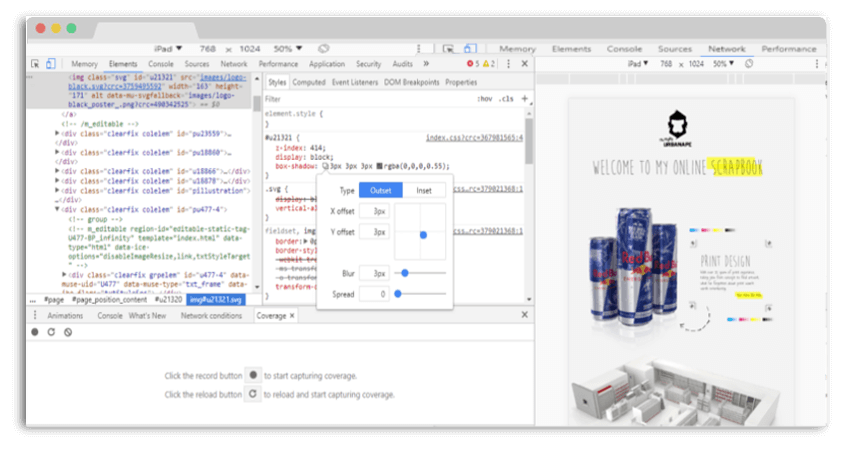 iPad ▼ 768 × 1024 50% ▼
Memory Elements Console Sources Network Performance
Memory Elements Console Sources Network Performance Application Security Audits » 5 2
iPad ▼ 768 × 1024 50% ▼
<img class="svg" id="u21321" src="images/logo-
black.svg?crc=3759495592" width="163" height=
"171" alt data-mu-svgfallback="images/logo-
black_poster_.png?crc=490342525"> == $0
</a>
<!-- /m_editable -->
<div class="clearfix colelem" id="pu23559">…
</div>
<div class="clearfix colelem" id="pu18860">…
</div>
<div class="clearfix colelem" id="u18866">…</div>
<div class="clearfix colelem" id="u18878">…</div>
<div class="clearfix colelem" id="pillustration">
…</div>
<div class="clearfix colelem" id="pu477-4">
<!-- group -->
<!-- m_editable region-id="editable-static-tag-
U477-BP_infinity" template="index.html" data-
type="html" data-ice-
options="disableImageResize,link,txtStyleTarget"
-->
<div class="clearfix grpelem" id="u477-4" data-
muse-uid="U477" data-muse-type="txt_frame" data-
... #page #page_position_content #u21320 img#u21321.svg
Styles Computed Event Listeners DOM Breakpoints Properties
Filter :hov .cls +
element.style {
}
#u21321 { index.css?crc=367981565:4
z-index: 414;
display: block;
box-shadow: 3px 3px 3px rgba(0,0,0,0.55);
}
.svg { css…rc=379021368:1
display: bl
vertical-al
}
fieldset, img css…rc=379021368:1
border: 0p
border-styl
-webkit-tra
-ms-transfo
-o-transfor
transform-o
}
Type Outset Inset
X offset 3px
Y offset 3px
Blur 3px
Spread 0
Animations Console What's New Network conditions Coverage ×
Click the record button to start capturing coverage.
Click the reload button to reload and start capturing coverage.
URBANAPE
WELCOME TO MY ONLINE SCRAPBOOK
PRINT DESIGN